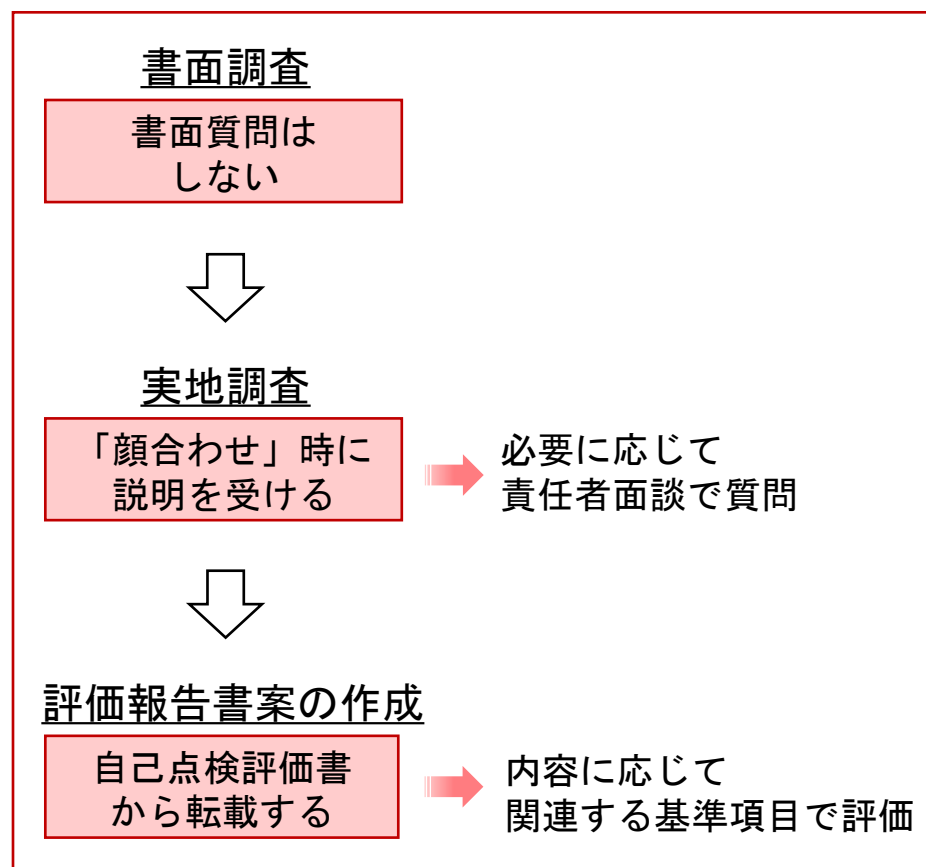 書面調査
書面質問は
しない
実地調査
「顔合わせ」時に
説明を受ける
必要に応じて
責任者面談で質問
評価報告書案の作成
自己点検評価書
から転載する
内容に応じて
関連する基準項目で評価